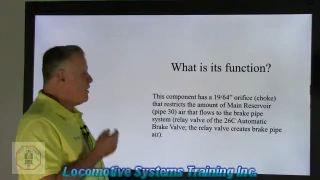 What is its function?
This component has a 19/64" orifice (choke)
that restricts the amount of Main Reservoir
(pipe 30) air that flows to the brake pipe
system (relay valve of the 26C Automatic
Brake Valve; the relay valve creates brake pipe
air).
Locomotive Systems Training Inc.